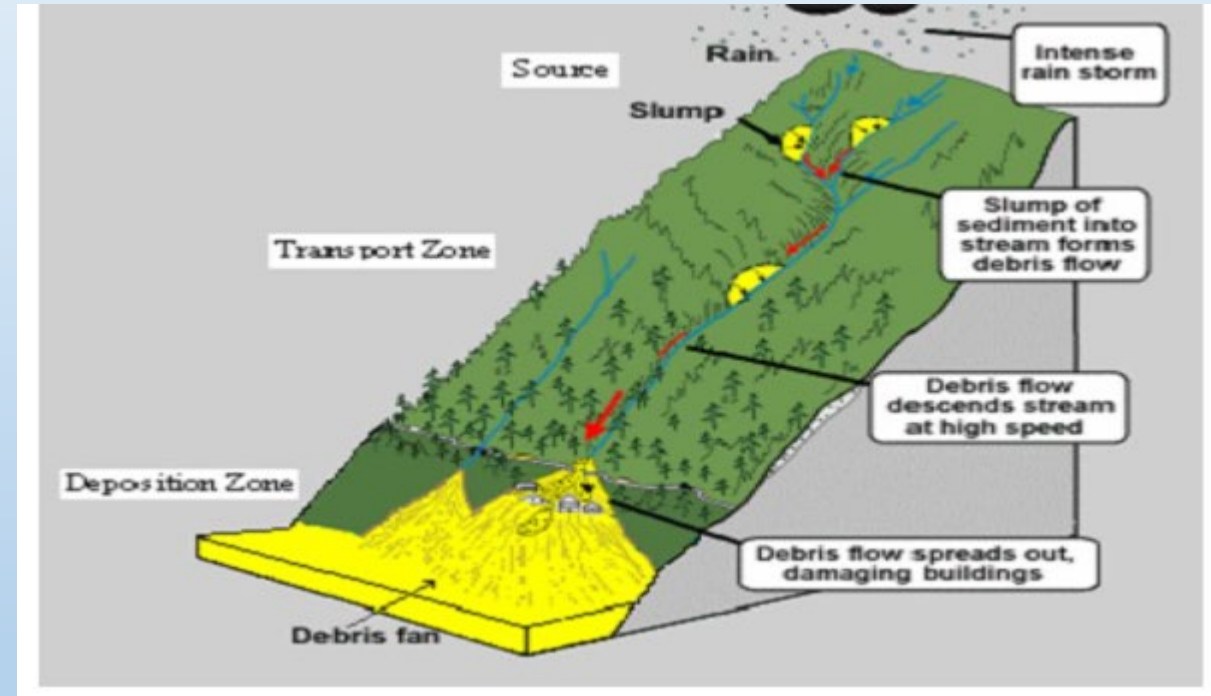 Rain.
Intense
rain storm
Source
Slump
Slump of
sediment into
stream forms
debris flow
Transport Zone
Debris flow
descends stream
at high speed
Deposition Zone
Debris flow spreads out,
damaging buildings
Debris fan